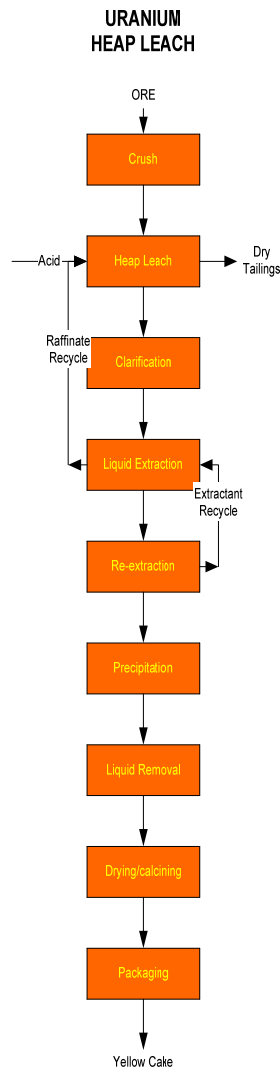 URANIUM
HEAP LEACH
ORE
Crush
Acid
Heap Leach
Dry
Tailings
Raffinate
Recycle
Clarification
Liquid Extraction
Extractant
Recycle
Re-extraction
Precipitation
Liquid Removal
Drying/calcining
Packaging
Yellow Cake